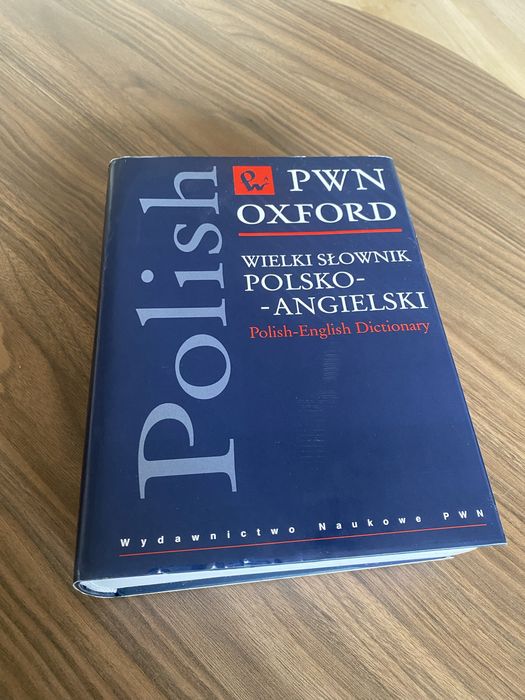 Polish
PWN
OXFORD
WIELKI SŁOWNIK
POLSKO-
-ANGIELSKI
Polish-English Dictionary
Wydawnictwo Naukowe PWN